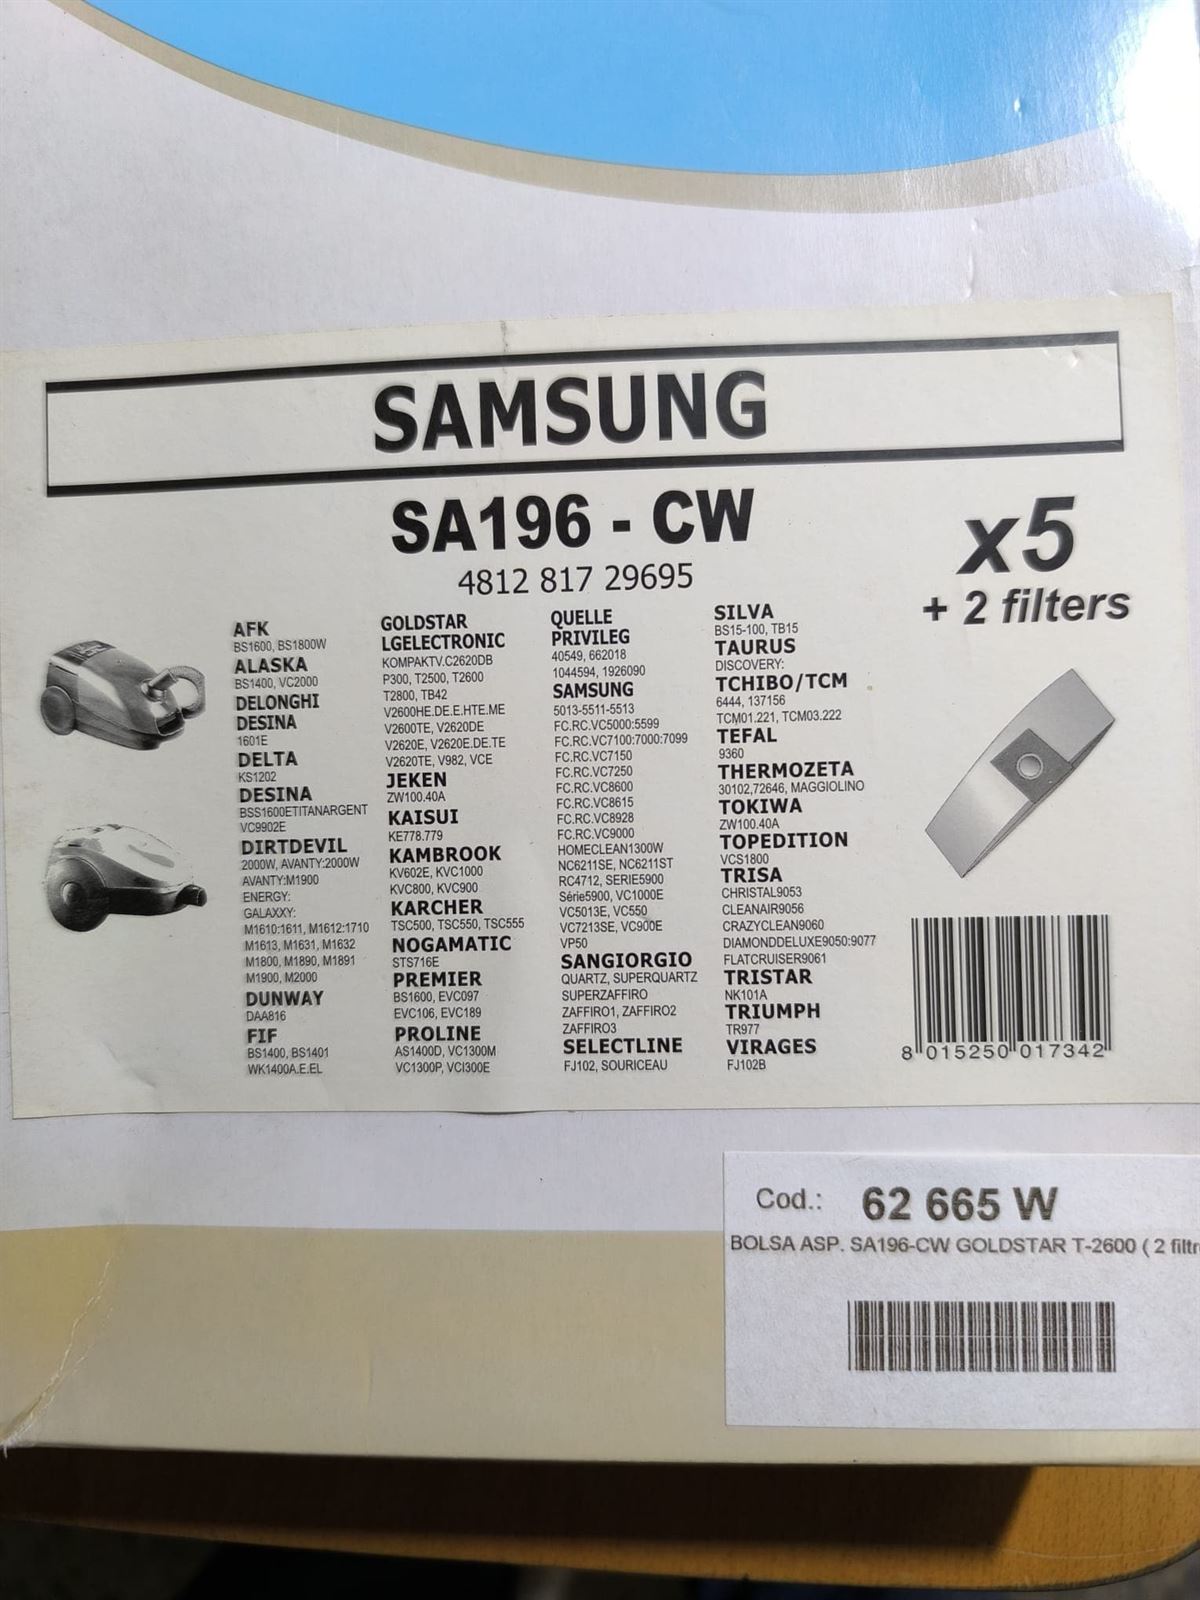 SAMSUNG
SA196 - CW
4812 817 29695
x5
+ 2 filters
AFK
BS1600, BS1800W
ALASKA
BS1400, VC2000
DELONGHI
DESINA
1601E
DELTA
KS1202
DESINA
BSS1600ETITANARGENT
VC9902E
DIRTDEVIL
2000W, AVANTY:2000W
AVANTY:M1900
ENERGY:
GALAXXY:
M1610:1611, M1612:1710
M1613, M1631, M1632
M1800, M1890, M1891
M1900, M2000
DUNWAY
DAA816
FIF
BS1400, BS1401
WK1400A.E.EL
GOLDSTAR
LGELECTRONIC
KOMPAKTV.C2620DB
P300, T2500, T2600
T2800, TB42
V2600HE.DE.E.HTE.ME
V2600TE, V2620DE
V2620E, V2620E.DE.TE
V2620TE, V982, VCE
JEKEN
ZW100.40A
KAISUI
KE778.779
KAMBROOK
KV602E, KVC1000
KVC800, KVC900
KARCHER
TSC500, TSC550, TSC555
NOGAMATIC
STS716E
PREMIER
BS1600, EVC097
EVC106, EVC189
PROLINE
AS1400D, VC1300M
VC1300P, VCI300E
QUELLE
PRIVILEG
40549, 662018
1044594, 1926090
SAMSUNG
5013-5511-5513
FC.RC.VC5000:5599
FC.RC.VC7100:7000:7099
FC.RC.VC7150
FC.RC.VC7250
FC.RC.VC8600
FC.RC.VC8615
FC.RC.VC8928
FC.RC.VC9000
HOMECLEAN1300W
NC6211SE, NC6211ST
RC4712, SERIE5900
Série5900, VC1000E
VC5013E, VC550
VC7213SE, VC900E
VP50
SANGIORGIO
QUARTZ, SUPERQUARTZ
SUPERZAFFIRO
ZAFFIRO1, ZAFFIRO2
ZAFFIRO3
SELECTLINE
FJ102, SOURICEAU
SILVA
BS15-100, TB15
TAURUS
DISCOVERY:
TCHIBO/TCM
6444, 137156
TCM01.221, TCM03.222
TEFAL
9360
THERMOZETA
30102,72646, MAGGIOLINO
TOKIWA
ZW100.40A
TOPEDITION
VCS1800
TRISA
CHRISTAL9053
CLEANAIR9056
CRAZYCLEAN9060
DIAMONDDELUXE9050:9077
FLATCRUISER9061
TRISTAR
NK101A
TRIUMPH
TR977
VIRAGES
FJ102B
8 015250 017342
Cod.: 62 665 W
BOLSA ASP. SA196-CW GOLDSTAR T-2600 ( 2 filtr